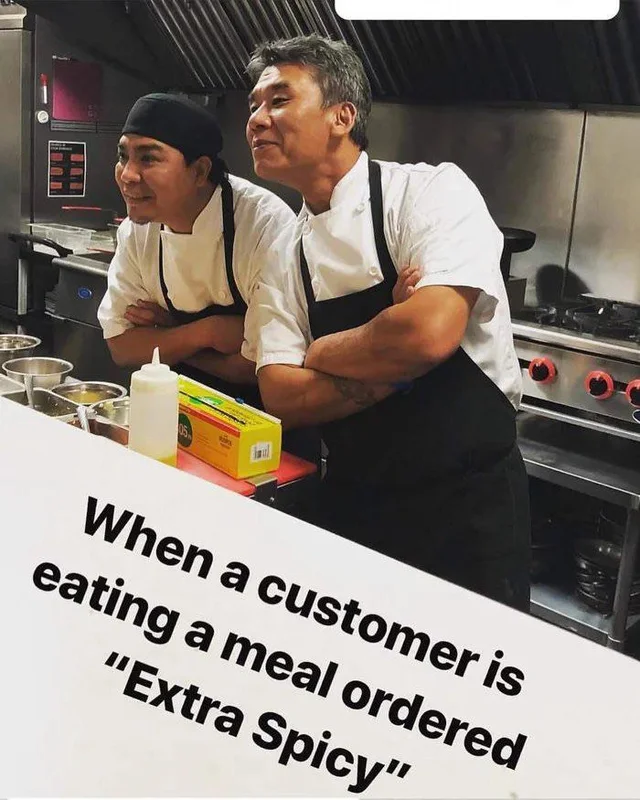 When a customer is
eating a meal ordered
“Extra Spicy”